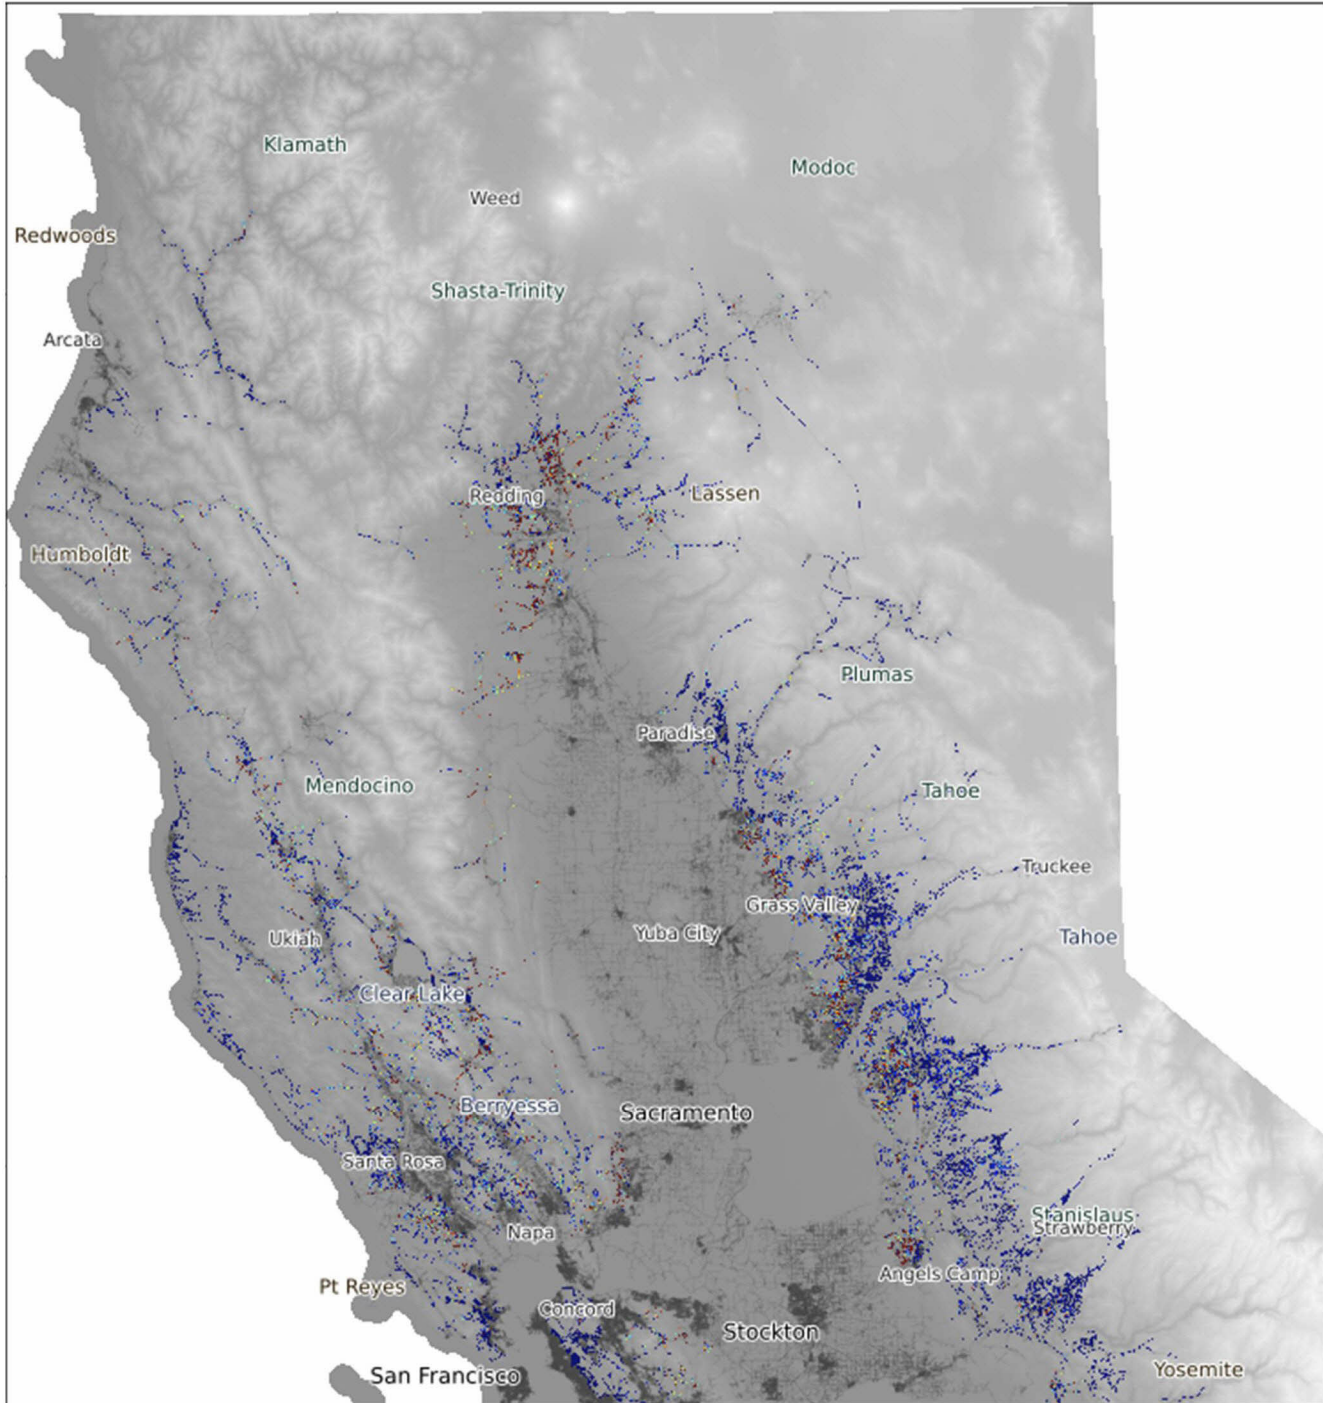 Klamath
Modoc
Weed
Redwoods
Shasta-Trinity
Arcata
Redding
Lassen
Humboldt
Plumas
Paradise
Mendocino
Tahoe
Truckee
Grass Valley
Ukiah
Yuba City
Tahoe
Clear Lake
Berryessa
Sacramento
Santa Rosa
Stanislaus
Strawberry
Napa
Angels Camp
Pt Reyes
Concord
Stockton
San Francisco
Yosemite